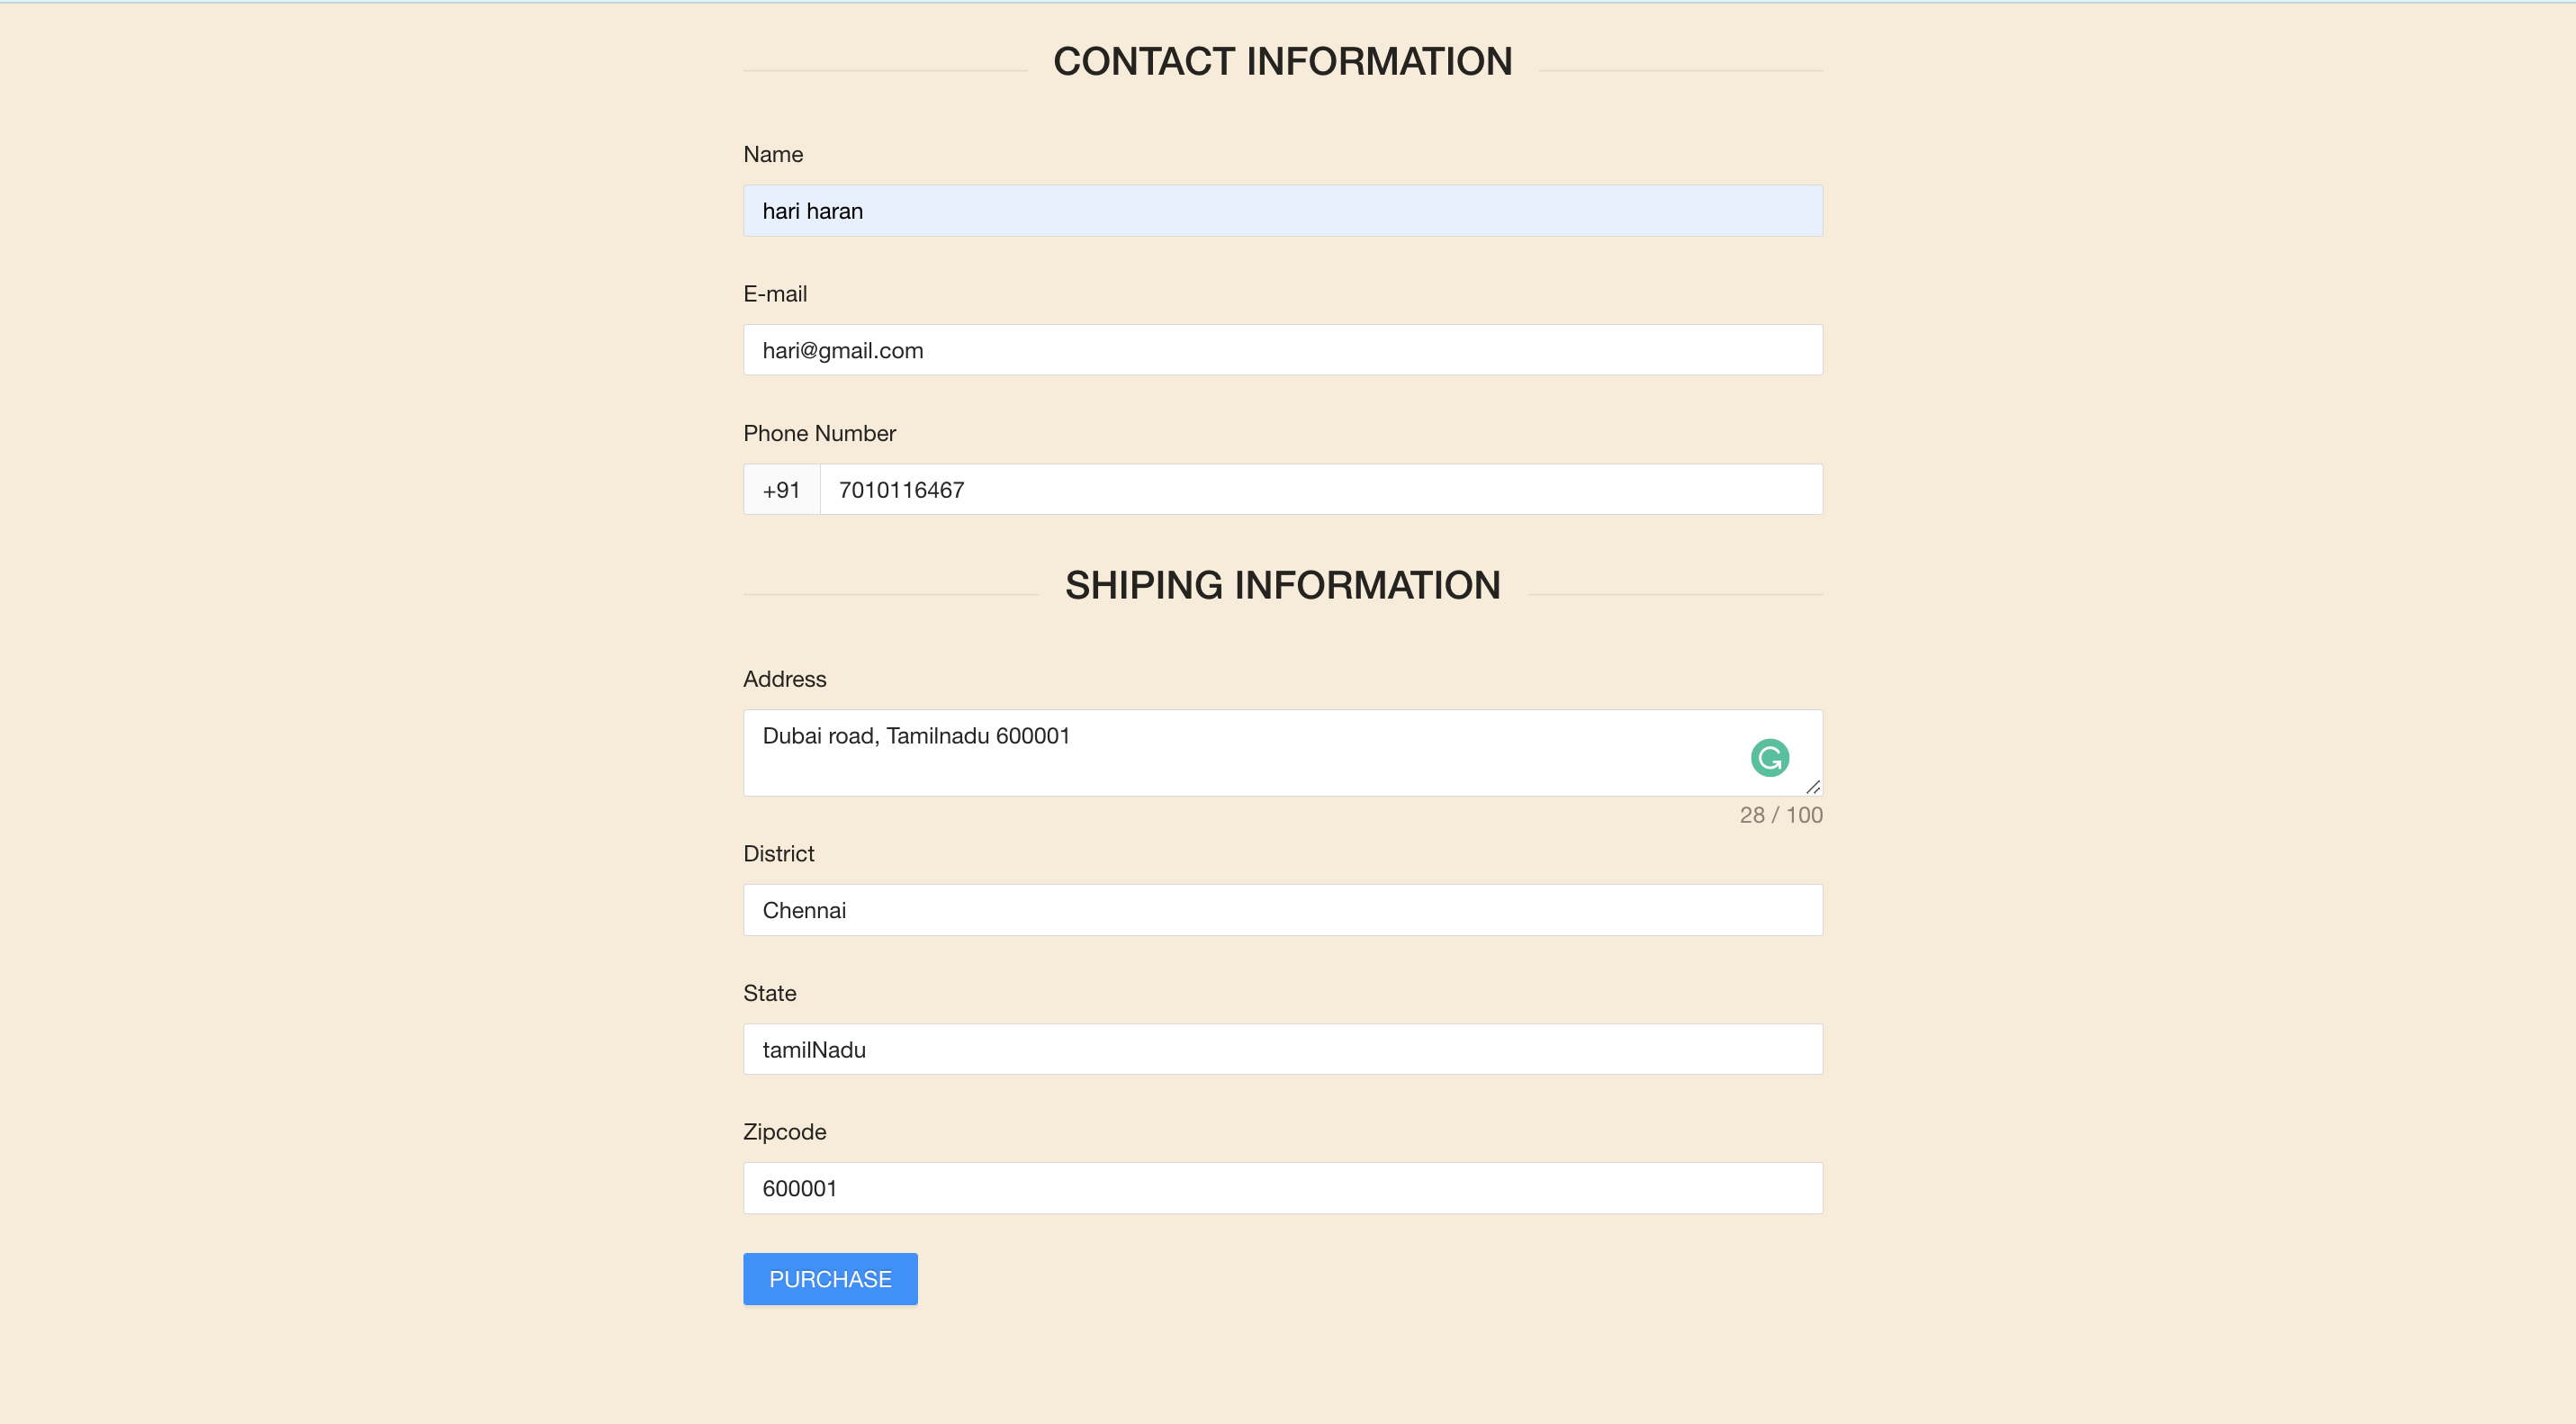 CONTACT INFORMATION
Name
hari haran
E-mail
hari@gmail.com
Phone Number
+91 7010116467
SHIPING INFORMATION
Address
Dubai road, Tamilnadu 600001
28 / 100
District
Chennai
State
tamilNadu
Zipcode
600001
PURCHASE